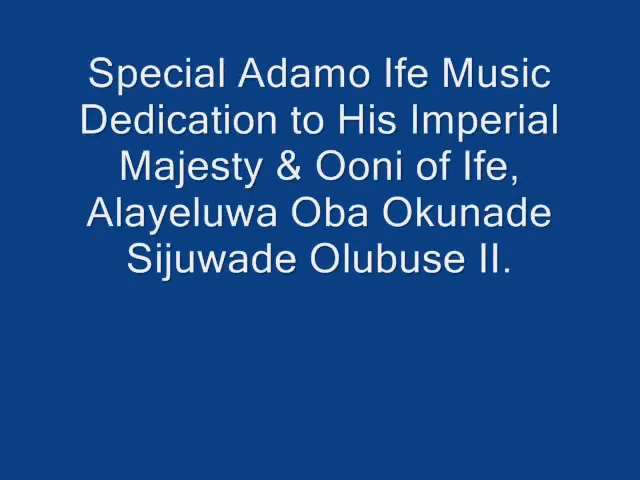 Special Adamo Ife Music
Dedication to His Imperial
Majesty & Ooni of Ife,
Alayeluwa Oba Okunade
Sijuwade Olubuse II.